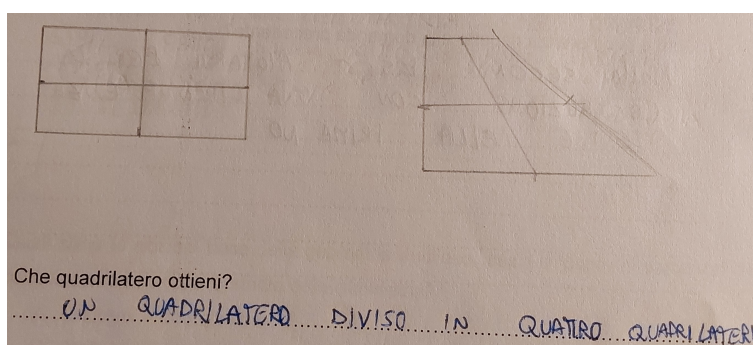 Che quadrilatero ottieni?
UN QUADRILATERO DIVISO IN QUATTRO QUADRILATERI